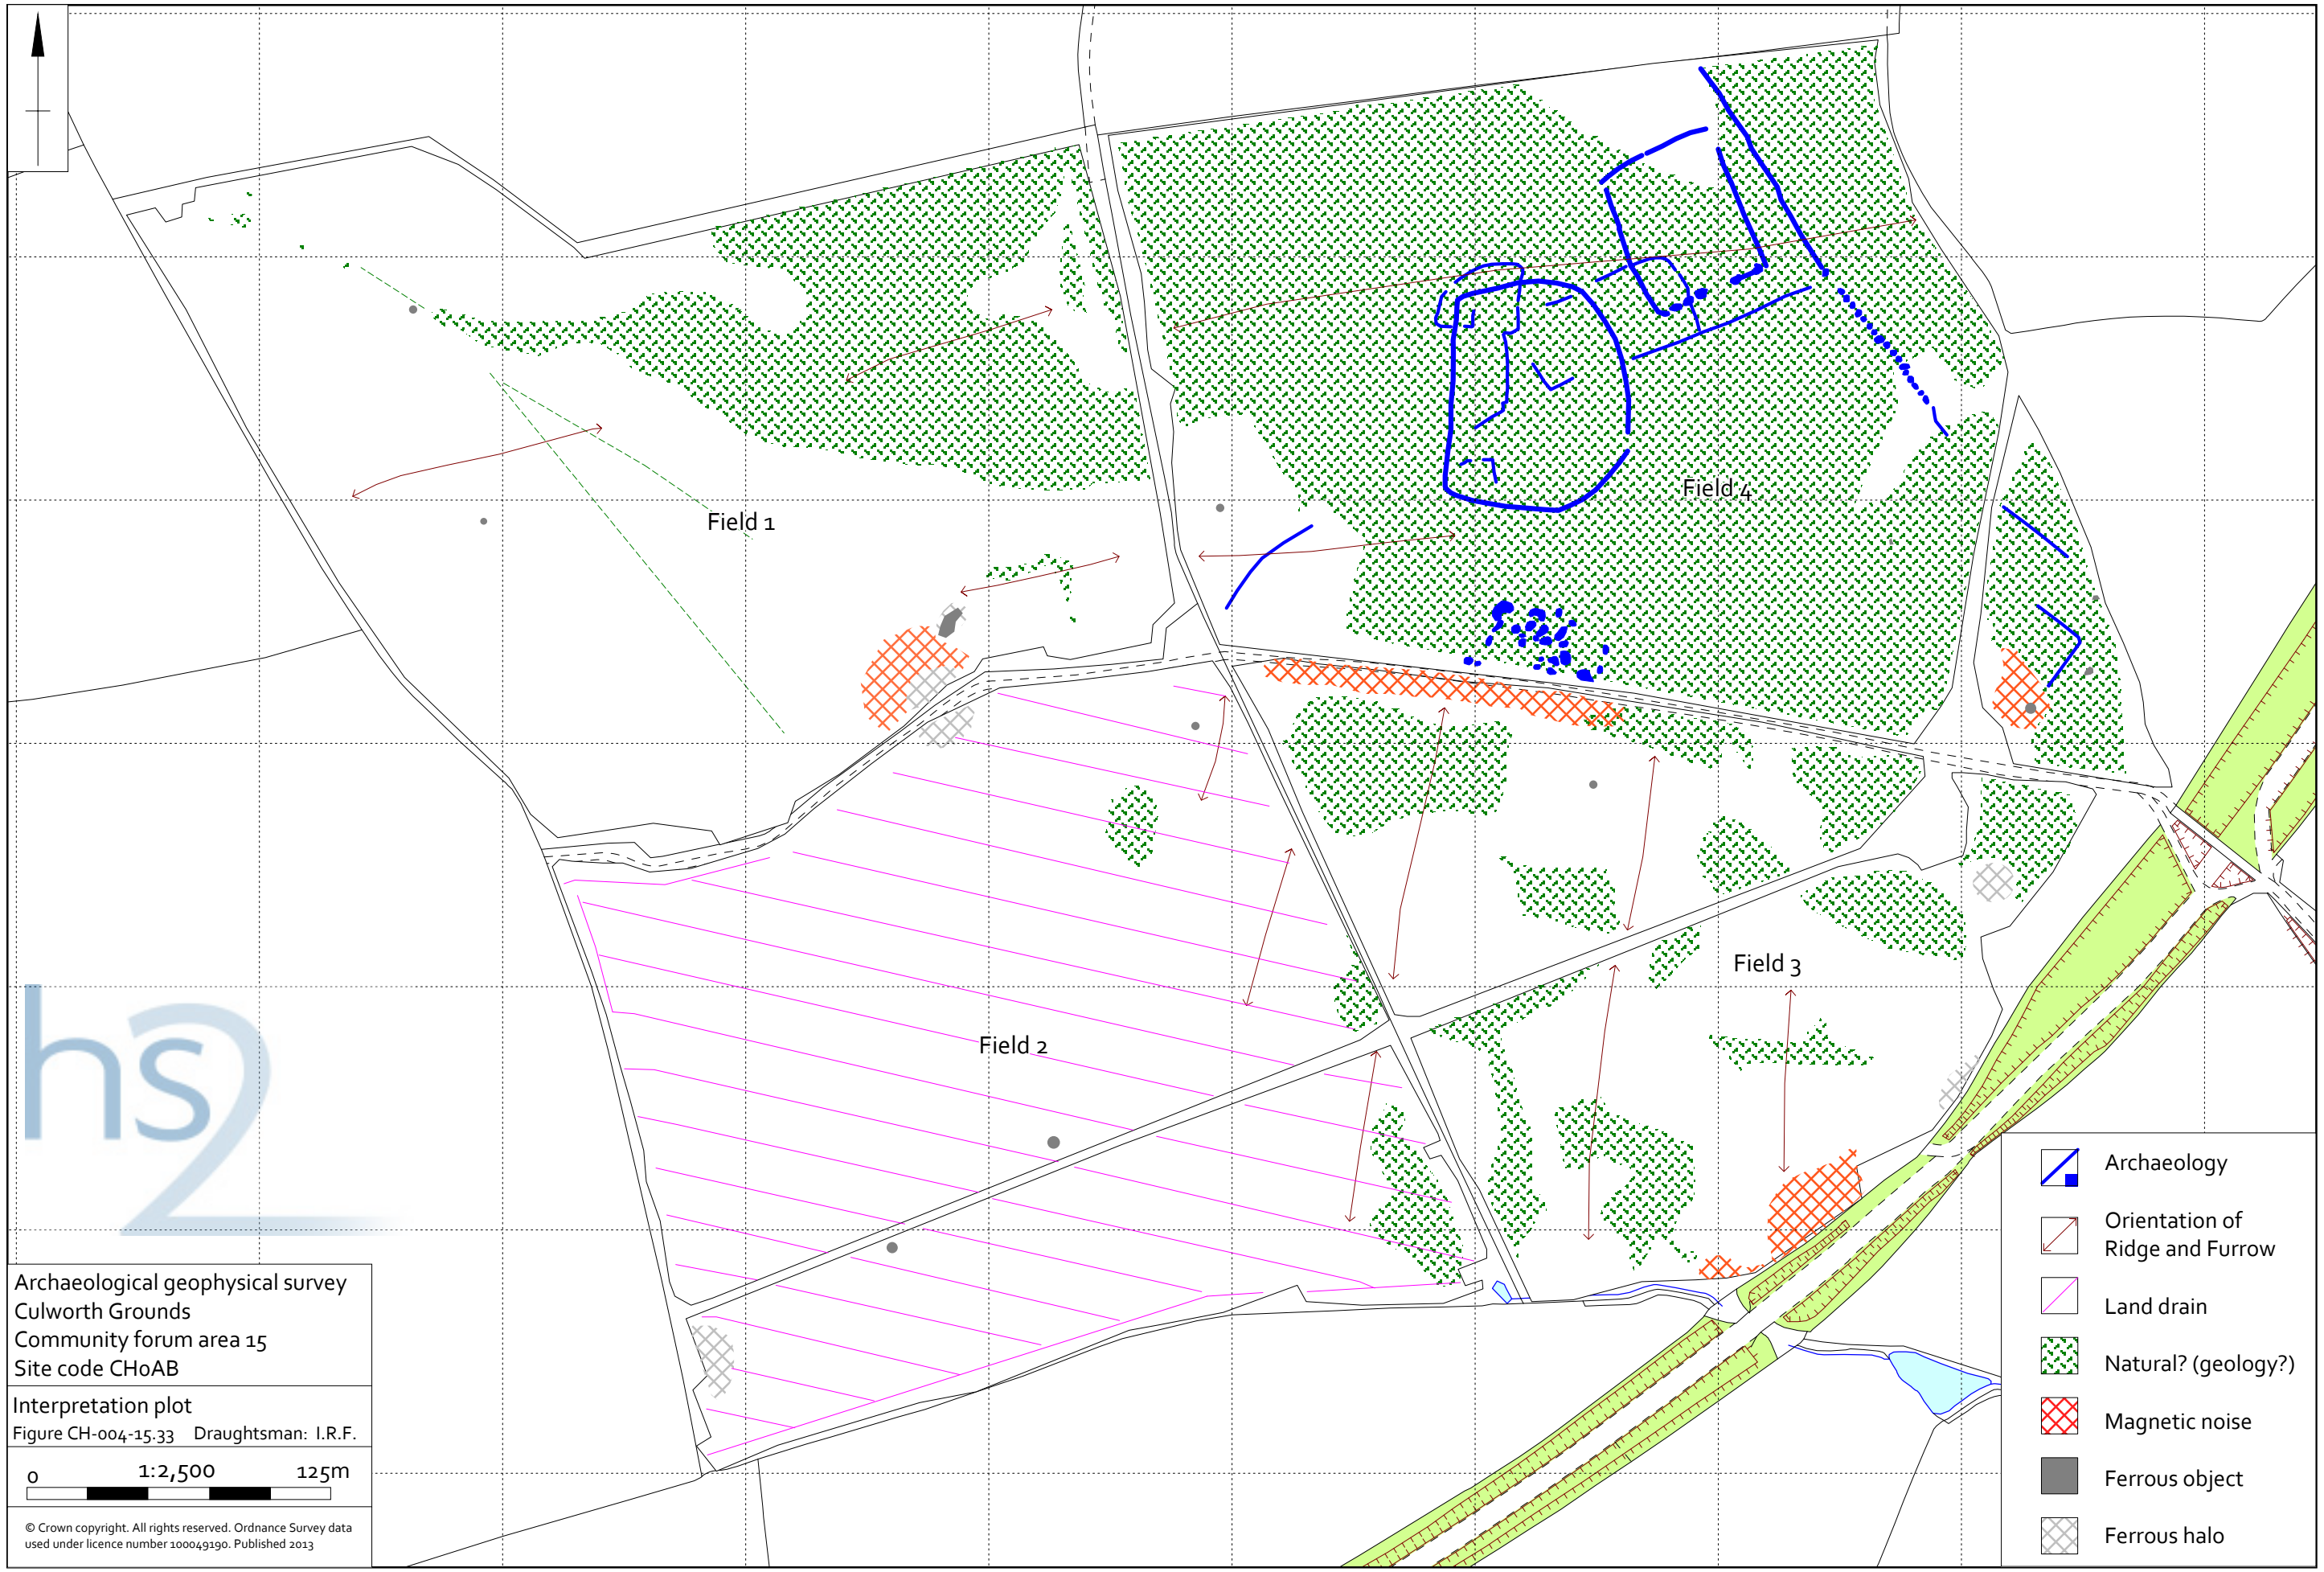 Field 1
Field 4
Field 3
Field 2
hs2
Archaeological geophysical survey
Culworth Grounds
Community forum area 15
Site code CH0AB
Interpretation plot
Figure CH-004-15.33 Draughtsman: I.R.F.
0 1:2,500 125m
© Crown copyright. All rights reserved. Ordnance Survey data
used under licence number 100049190. Published 2013
Archaeology
Orientation of
Ridge and Furrow
Land drain
Natural? (geology?)
Magnetic noise
Ferrous object
Ferrous halo